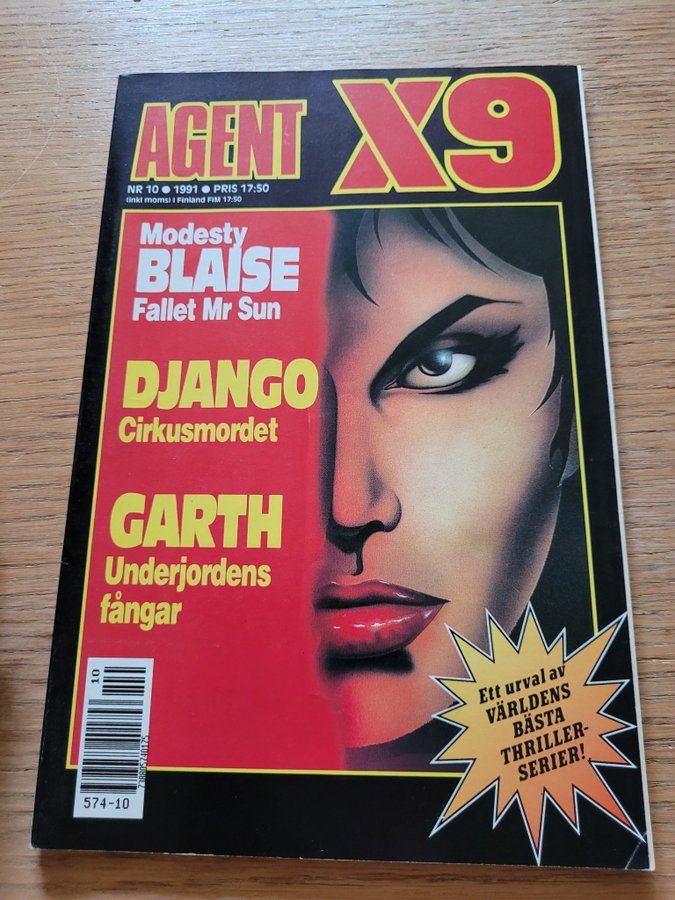 AGENT X9
NR 10 ● 1991 ● PRIS 17:50
(inkl moms) i Finland FIM 17:50
Modesty
BLAISE
Fallet Mr Sun
DJANGO
Cirkusmordet
GARTH
Underjordens
fångar
Ett urval av
VÄRLDENS
BÄSTA
THRILLER-
SERIER!
10
738805740175
574-10